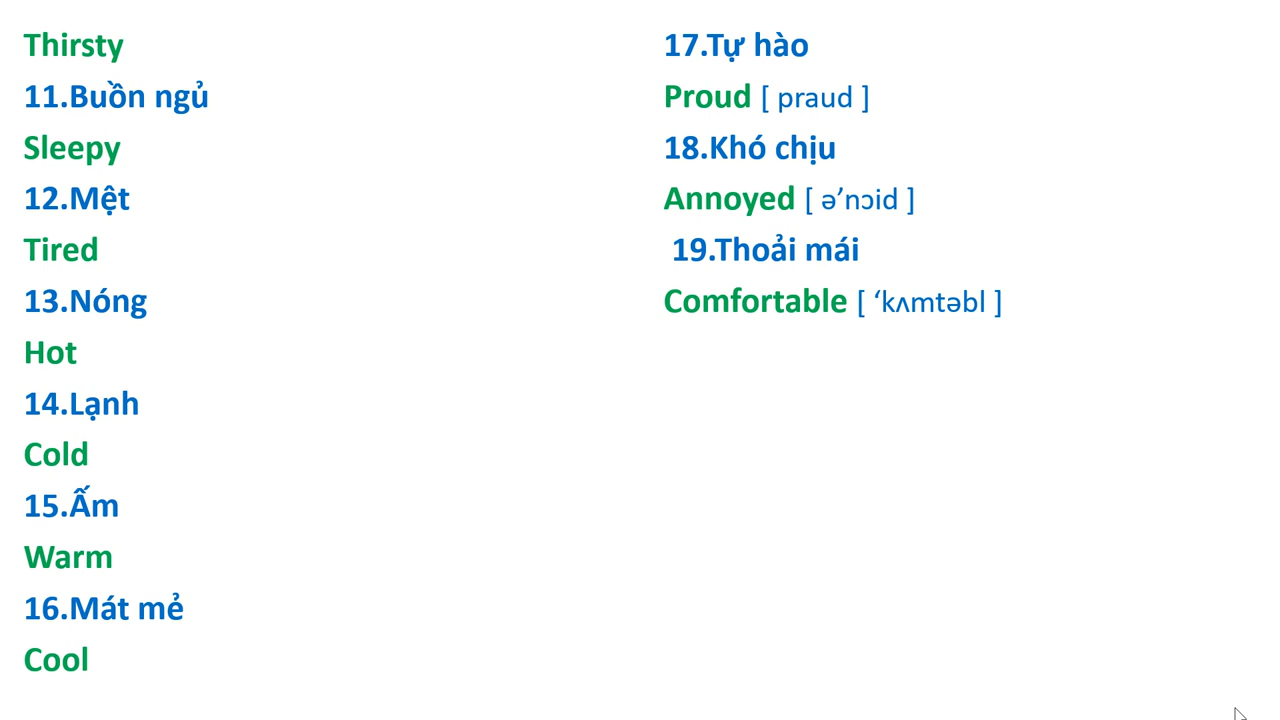 Thirsty
11.Buồn ngủ
Sleepy
12.Mệt
Tired
13.Nóng
Hot
14.Lạnh
Cold
15.Ấm
Warm
16.Mát mẻ
Cool
17.Tự hào
Proud [ praud ]
18.Khó chịu
Annoyed [ ə’nɔid ]
19.Thoải mái
Comfortable [ ‘kʌmtəbl ]